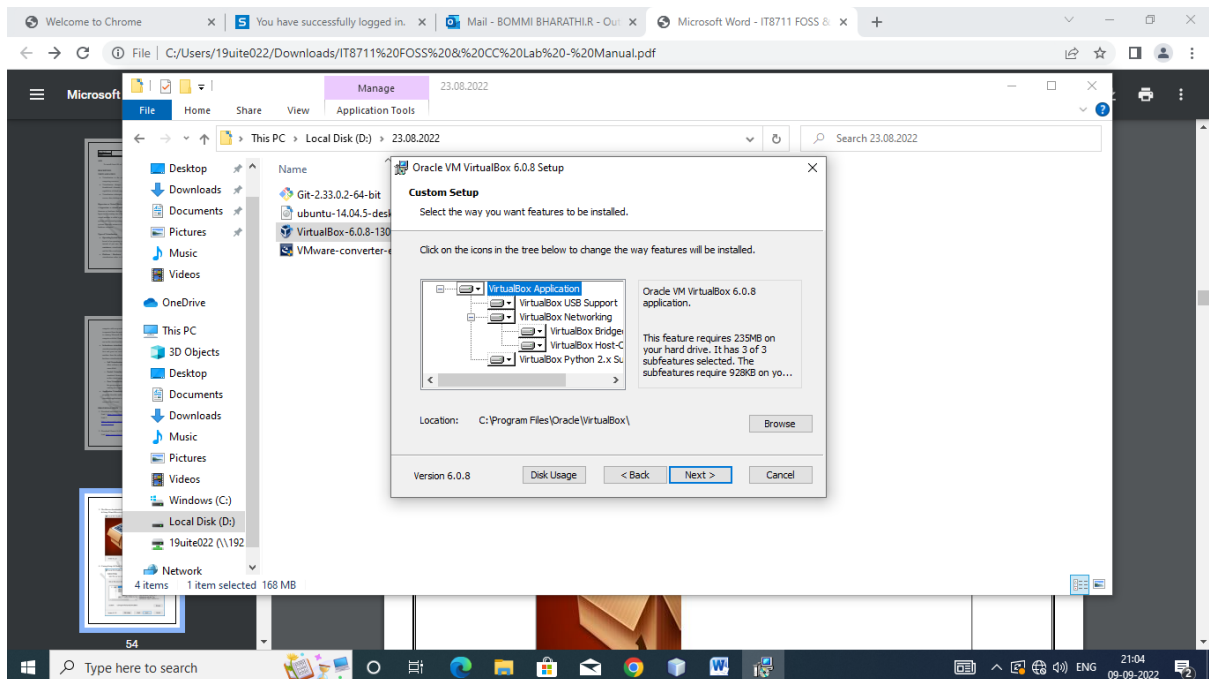 Welcome to Chrome
You have successfully logged in.
Mail - BOMMI BHARATHI.R - Out
Microsoft Word - IT8711 FOSS &
File | C:/Users/19uite022/Downloads/IT8711%20FOSS%20&%20CC%20Lab%20-%20Manual.pdf
Microsoft
Manage
23.08.2022
File Home Share View Application Tools
This PC > Local Disk (D:) > 23.08.2022
Search 23.08.2022
Desktop
Downloads
Documents
Pictures
Music
Videos
OneDrive
This PC
3D Objects
Desktop
Documents
Downloads
Music
Pictures
Videos
Windows (C:)
Local Disk (D:)
19uite022 (\\192
Network
Name
Git-2.33.0.2-64-bit
ubuntu-14.04.5-desk
VirtualBox-6.0.8-130
VMware-converter-e
Oracle VM VirtualBox 6.0.8 Setup
Custom Setup
Select the way you want features to be installed.
Click on the icons in the tree below to change the way features will be installed.
VirtualBox Application
VirtualBox USB Support
VirtualBox Networking
VirtualBox Bridge
VirtualBox Host-C
VirtualBox Python 2.x Su
Oracle VM VirtualBox 6.0.8
application.
This feature requires 235MB on
your hard drive. It has 3 of 3
subfeatures selected. The
subfeatures require 928KB on yo...
Location: C:\Program Files\Oracle\VirtualBox\
Browse
Version 6.0.8
Disk Usage
< Back
Next >
Cancel
4 items 1 item selected 168 MB
54
Type here to search
ENG
21:04
09-09-2022
2